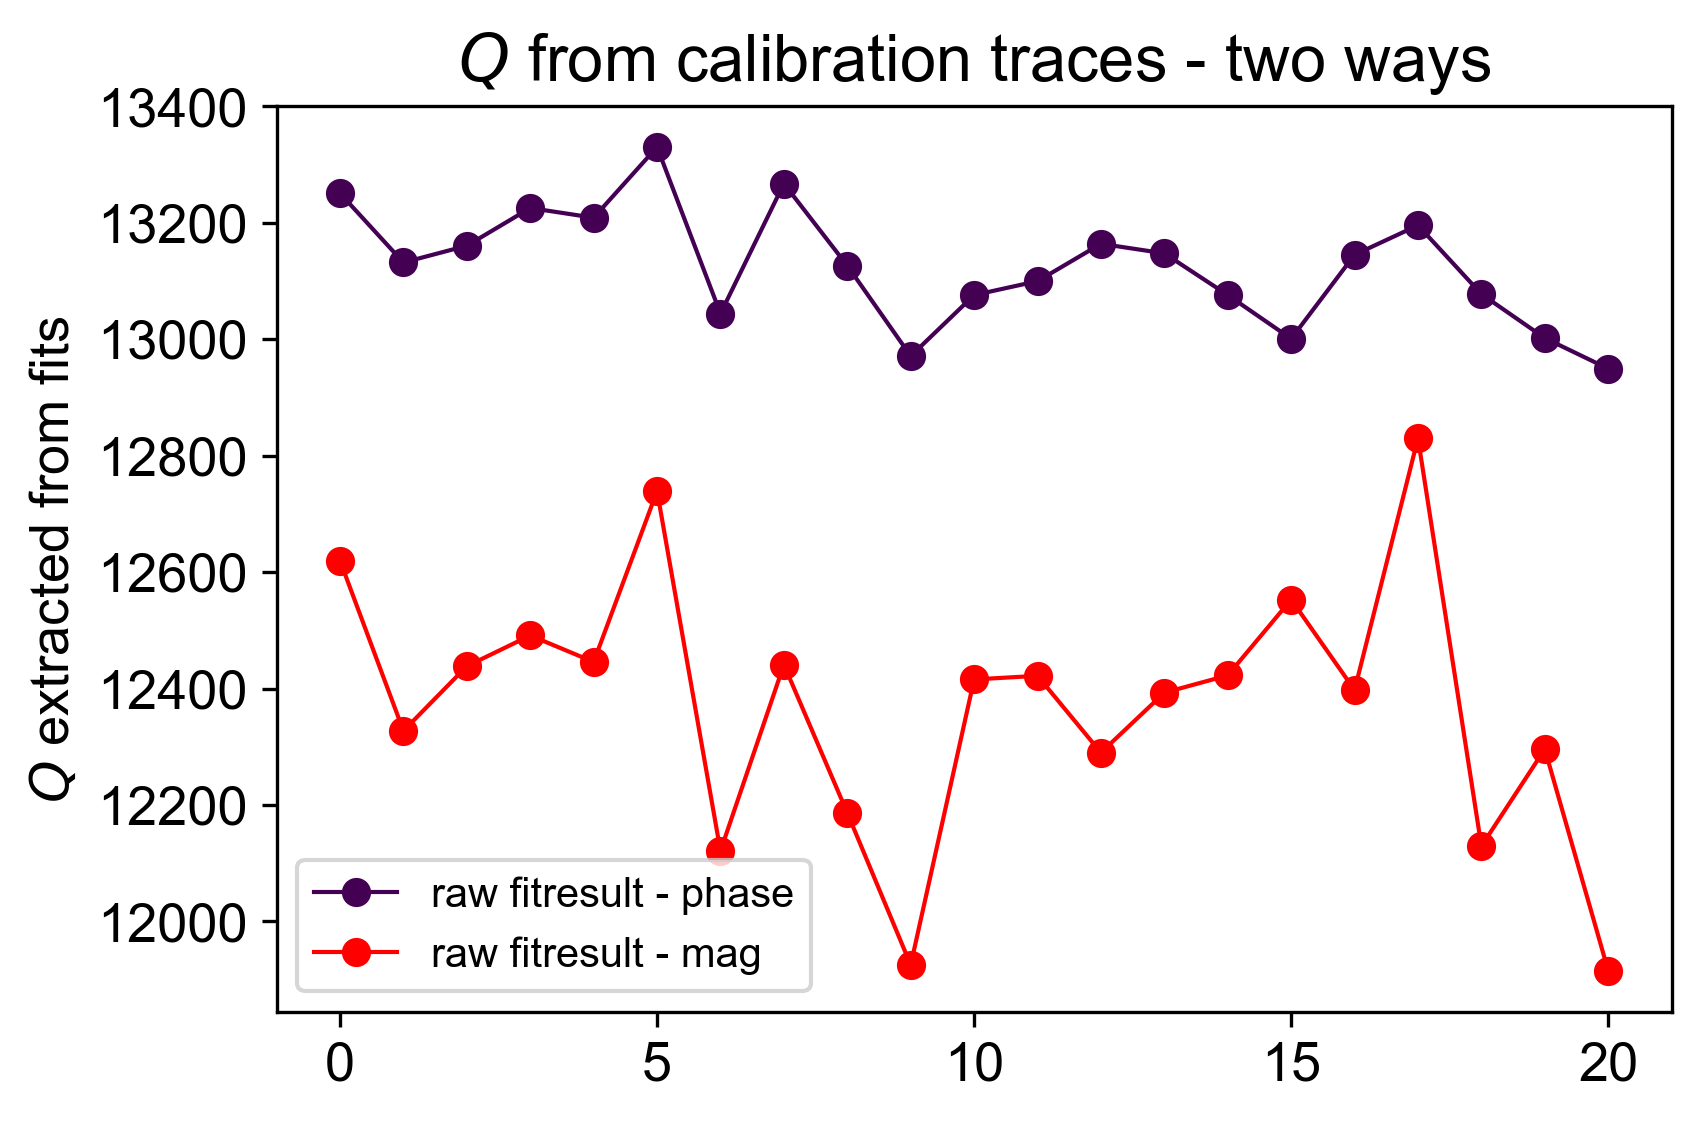 Q from calibration traces - two ways
Q extracted from fits
13400
13200
13000
12800
12600
12400
12200
12000
raw fitresult - phase
raw fitresult - mag
0 5 10 15 20